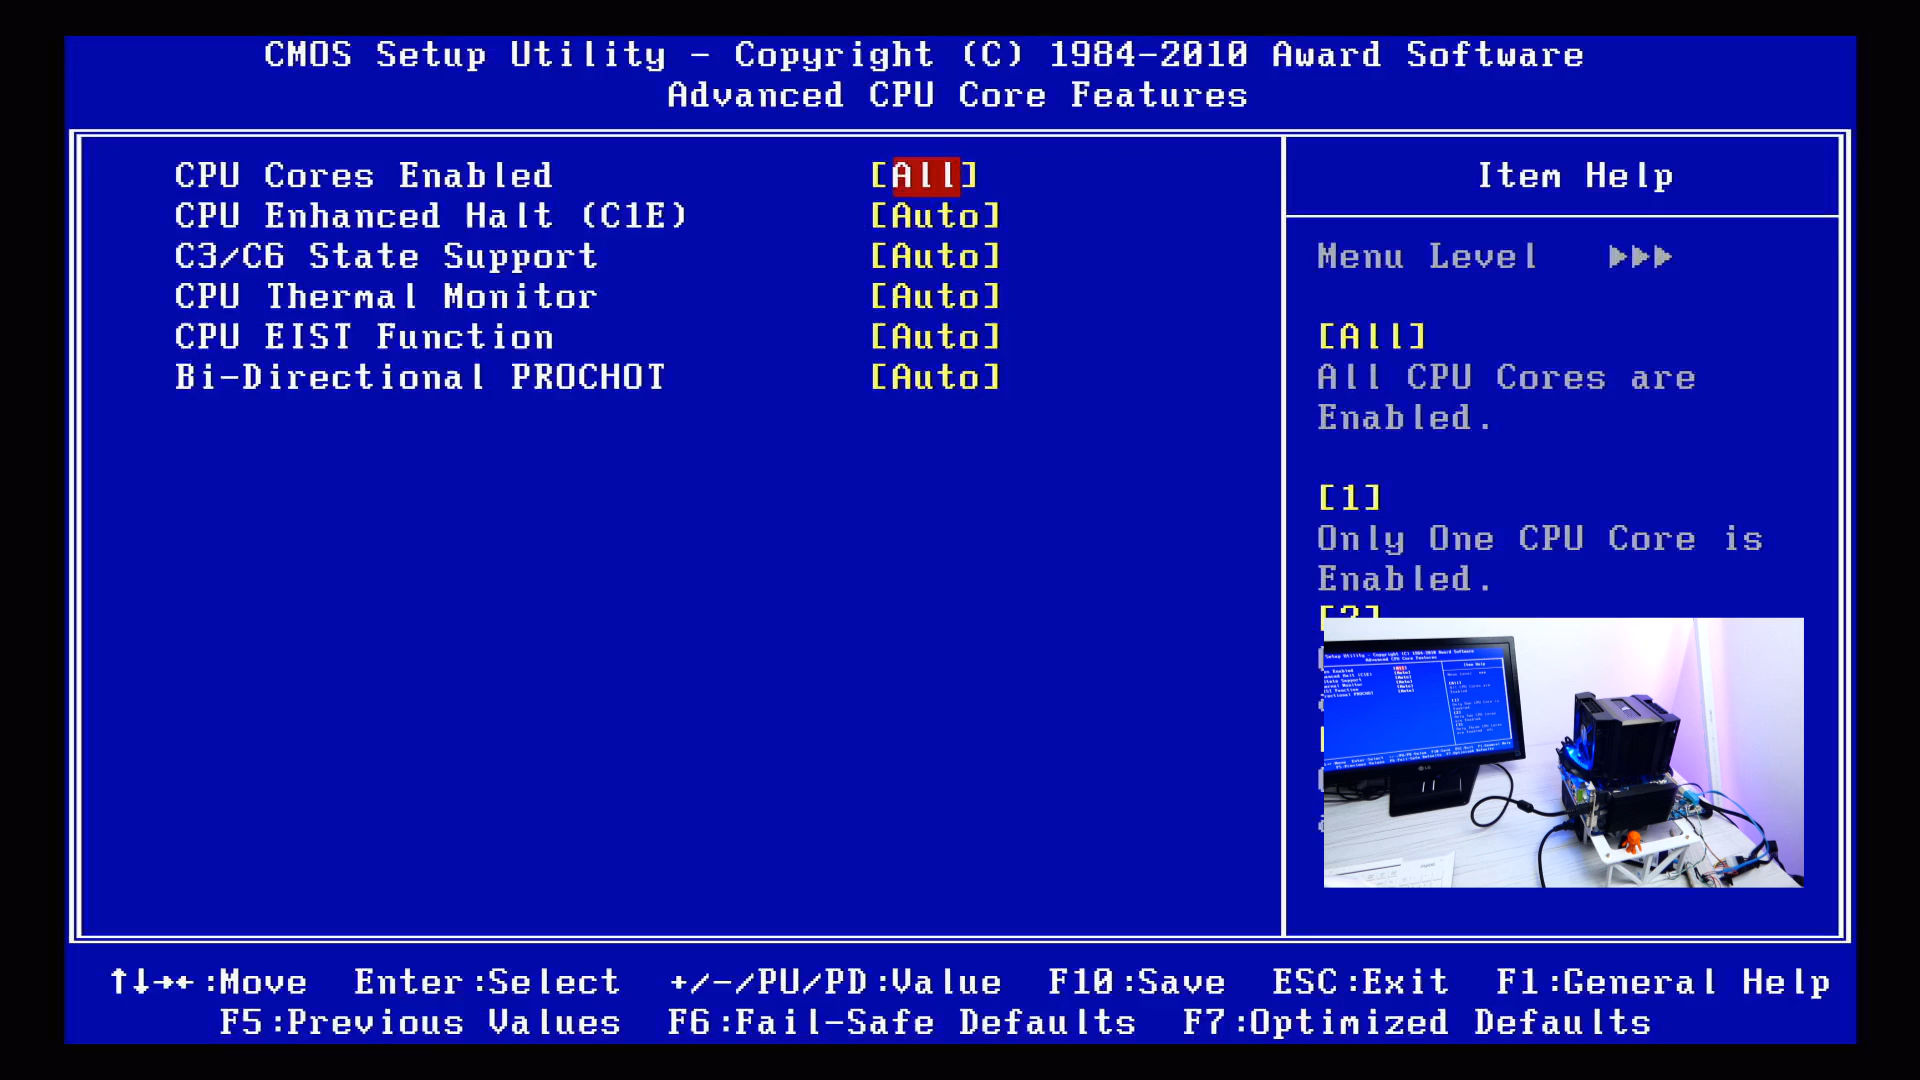 CMOS Setup Utility - Copyright (C) 1984-2010 Award Software
Advanced CPU Core Features
CPU Cores Enabled [All]
CPU Enhanced Halt (C1E) [Auto]
C3/C6 State Support [Auto]
CPU Thermal Monitor [Auto]
CPU EIST Function [Auto]
Bi-Directional PROCHOT [Auto]
Item Help
Menu Level ▶▶▶
[All]
All CPU Cores are
Enabled.
[1]
Only One CPU Core is
Enabled.
↑↓→←:Move Enter:Select +/-/PU/PD:Value F10:Save ESC:Exit F1:General Help
F5:Previous Values F6:Fail-Safe Defaults F7:Optimized Defaults